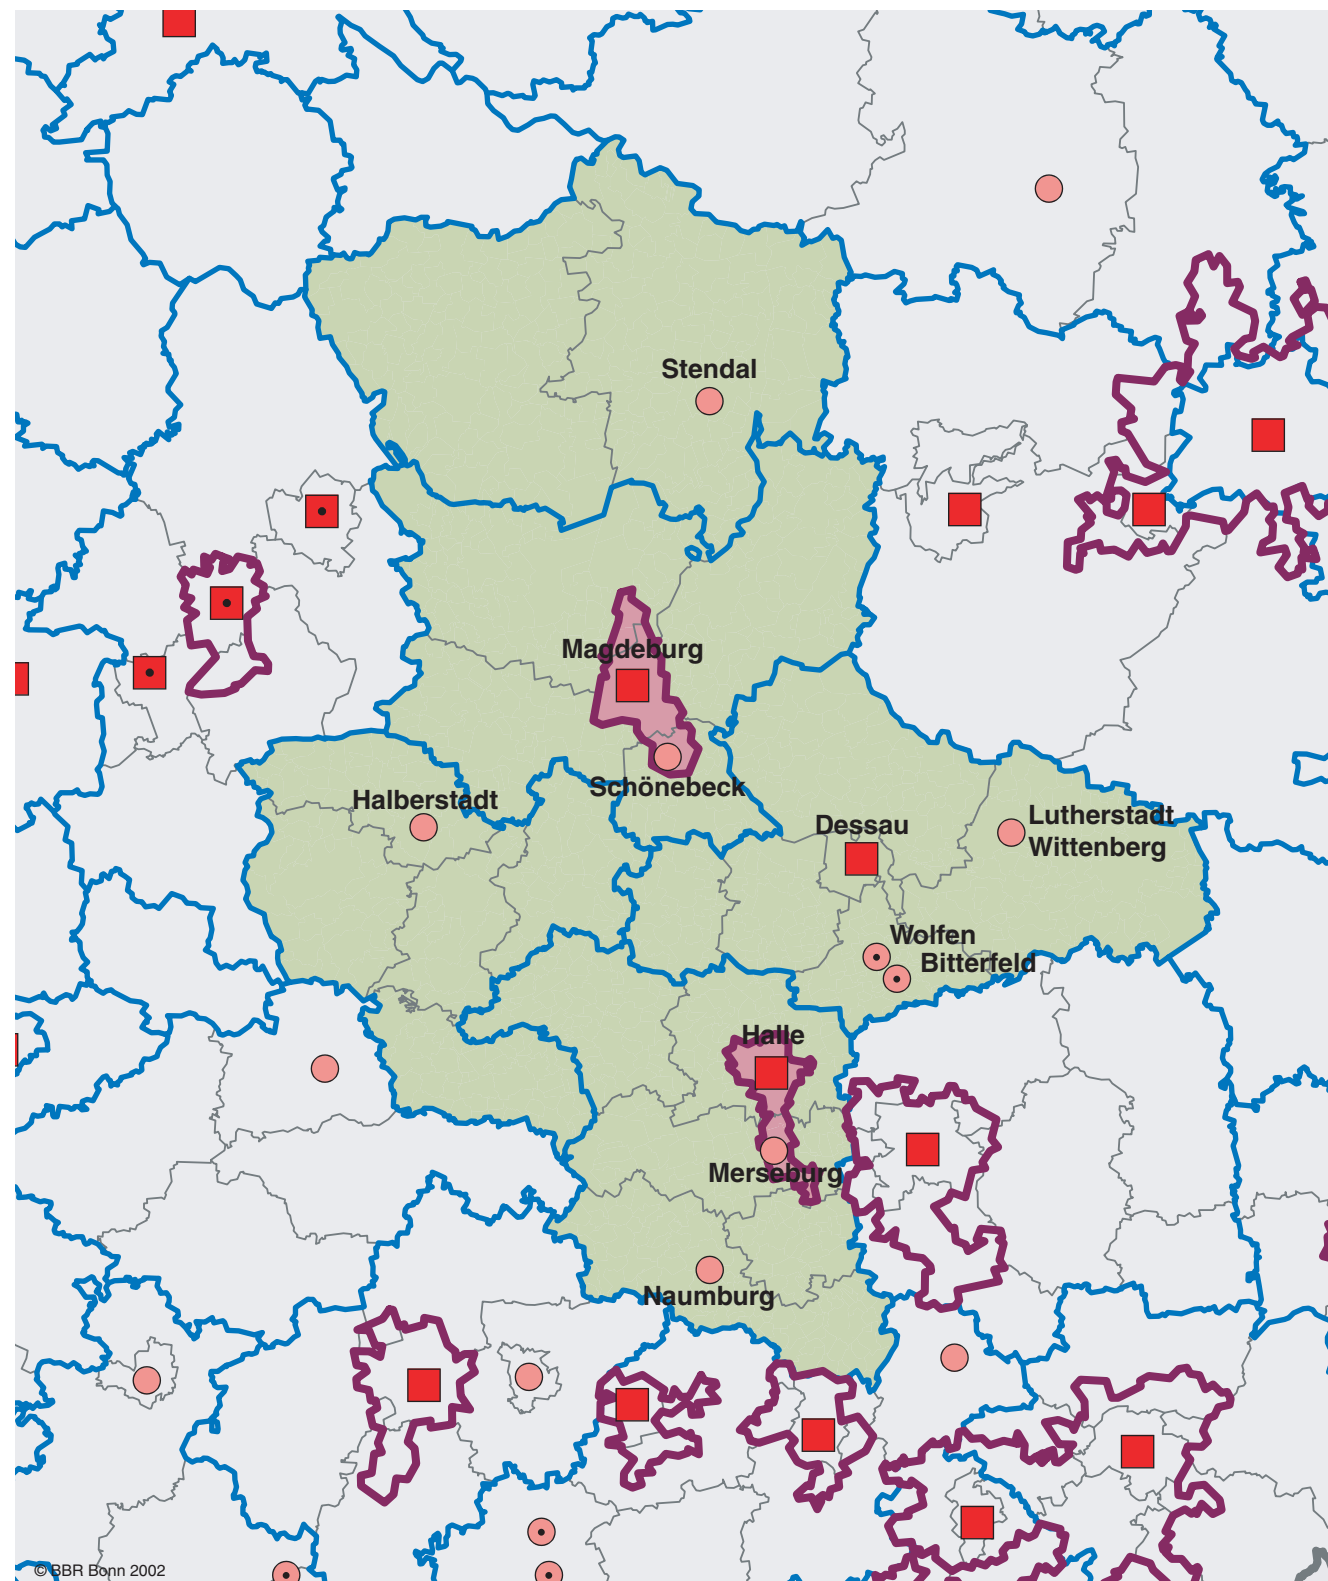 Stendal
Magdeburg
Schönebeck
Halberstadt
Dessau
Lutherstadt
Wittenberg
Wolfen
Bitterfeld
Halle
Merseburg
Naumburg
© BBR Bonn 2002